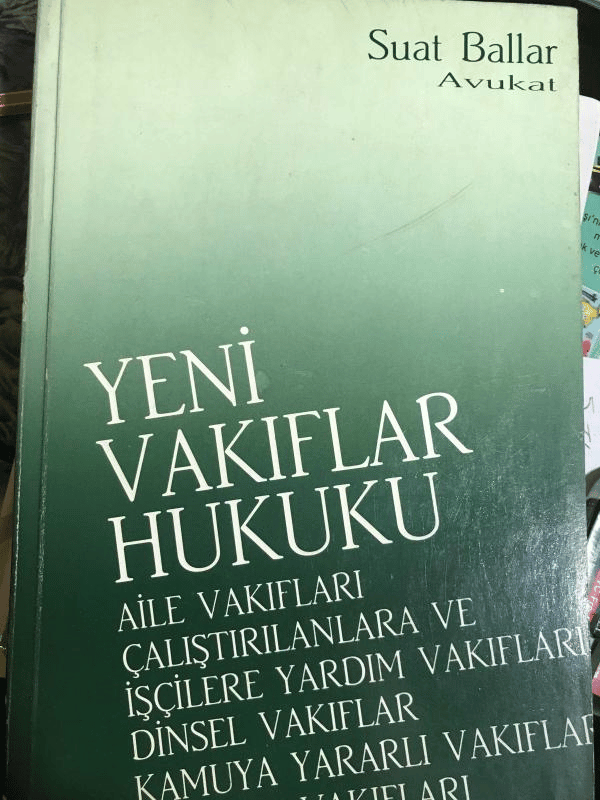 Suat Ballar
Avukat
YENİ
VAKIFLAR
HUKUKU
AİLE VAKIFLARI
ÇALIŞTIRILANLARA VE
İŞÇİLERE YARDIM VAKIFLARI
DİNSEL VAKIFLAR
KAMUYA YARARLI VAKIFLAR
VAKIFLARI